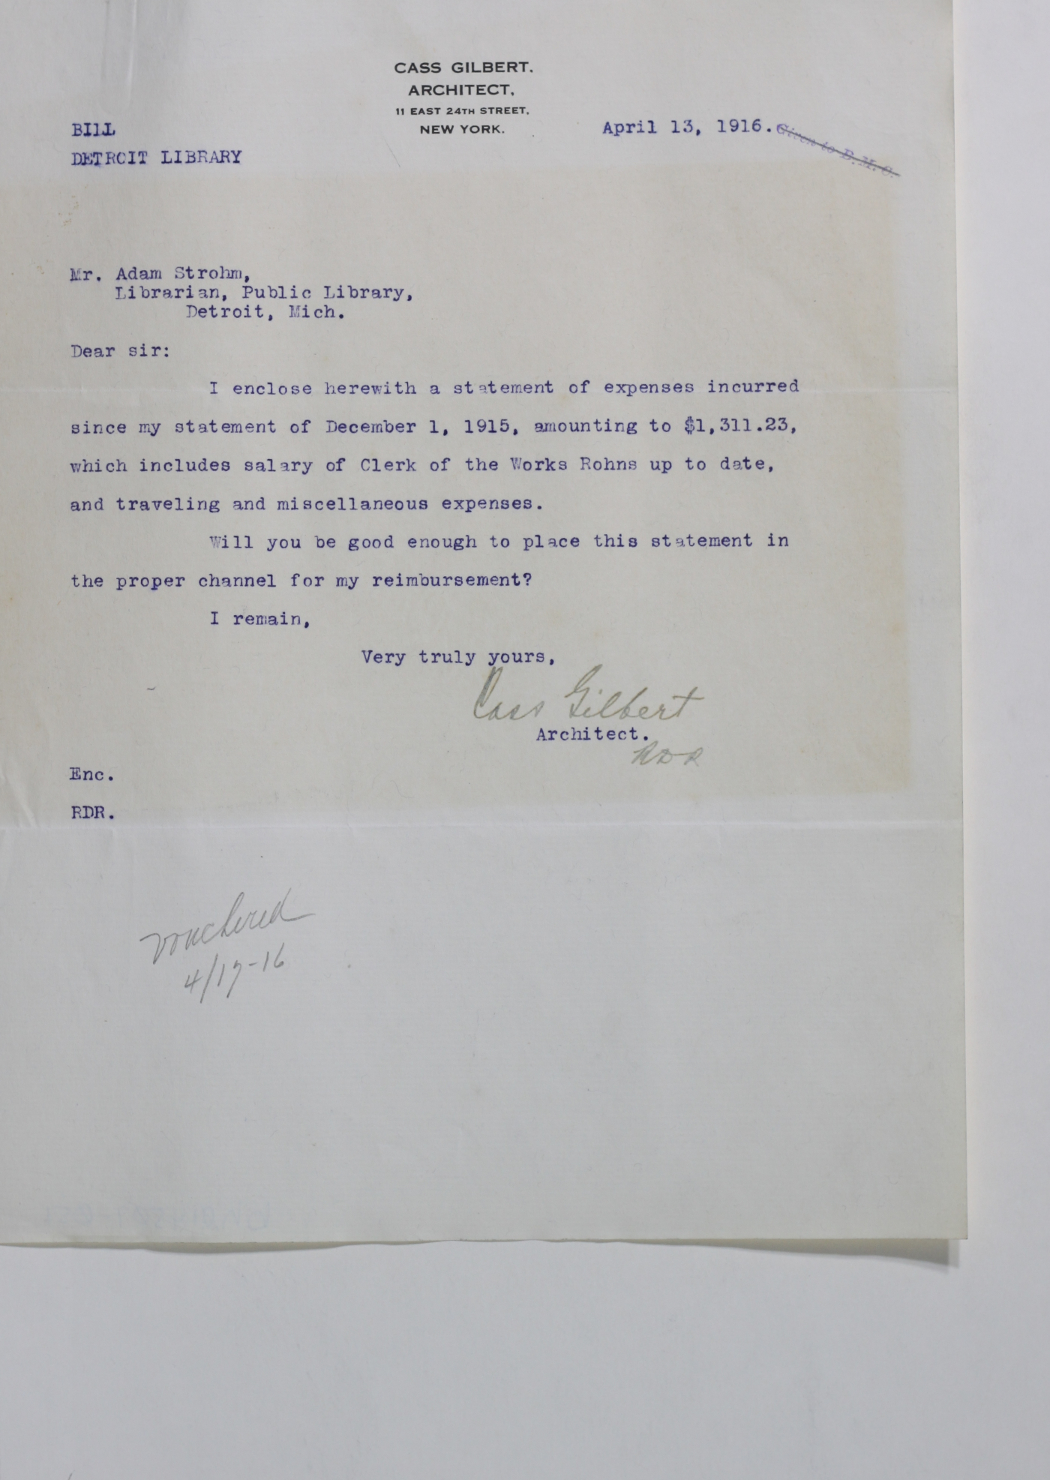 CASS GILBERT.
ARCHITECT,
11 EAST 24TH STREET,
NEW YORK.
BILL
DETROIT LIBRARY
April 13, 1916.
Mr. Adam Strohm,
Librarian, Public Library,
Detroit, Mich.
Dear sir:
I enclose herewith a statement of expenses incurred
since my statement of December 1, 1915, amounting to $1,311.23,
which includes salary of Clerk of the Works Rohns up to date,
and traveling and miscellaneous expenses.
Will you be good enough to place this statement in
the proper channel for my reimbursement?
I remain,
Very truly yours,
Cass Gilbert
Architect.
RDR
Enc.
RDR.
vouchered
4/17-16